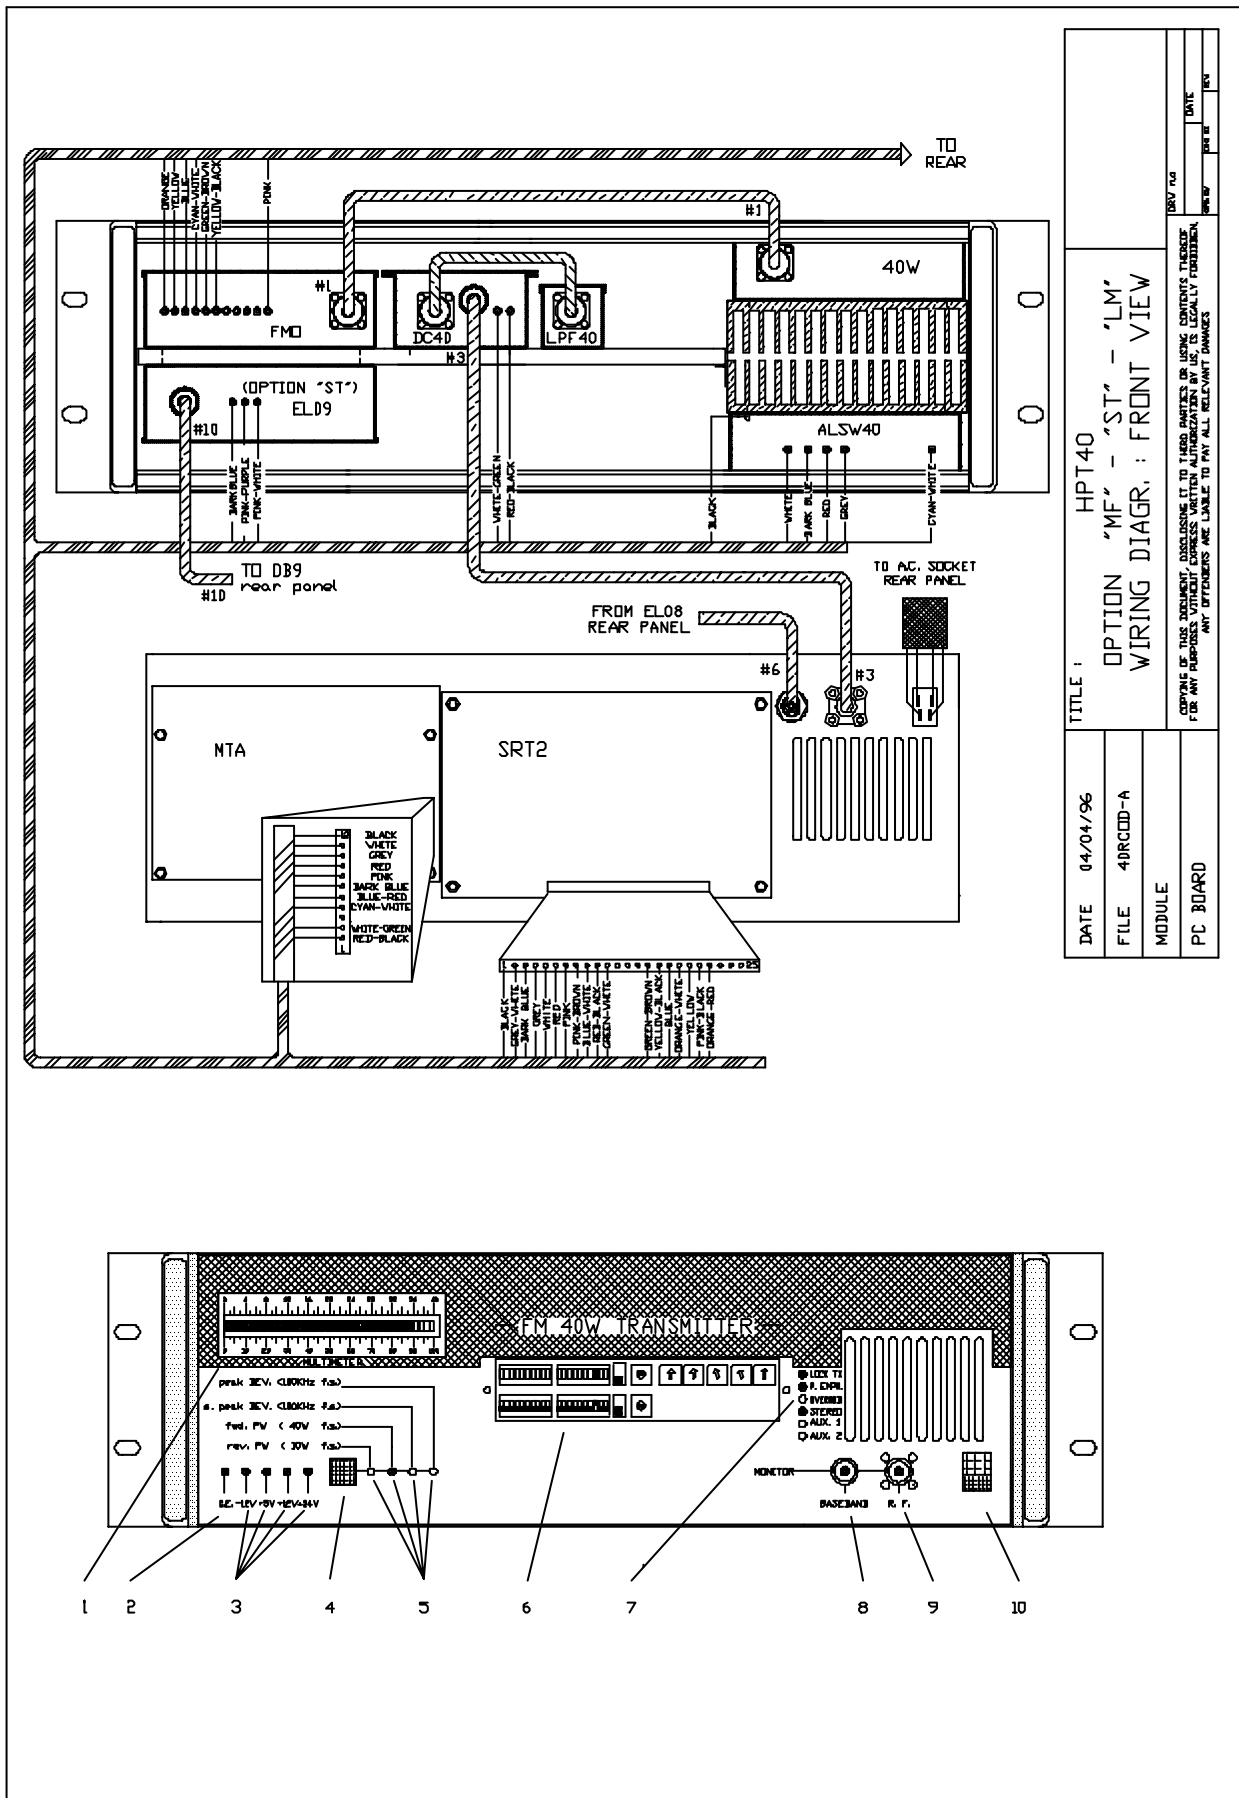 TO
REAR
ORANGE
YELLOW
BLUE
CYAN-WHITE
GREEN-BROWN
YELLOW-BLACK
PINK
#1
#1
40W
FMO
DC40
LPF40
#3
(OPTION "ST")
EL09
#10
ALSW40
DARK BLUE
PINK-PURPLE
PINK-WHITE
WHITE-GREEN
RED-BLACK
BLACK
WHITE
DARK BLUE
RED
GREY
CYAN-WHITE
TO DB9
rear panel
#10
TO AC. SOCKET
REAR PANEL
FROM EL08
REAR PANEL
#6
#3
MTA
SRT2
BLACK
WHITE
GREY
RED
PINK
DARK BLUE
BLUE-RED
CYAN-WHITE
WHITE-GREEN
RED-BLACK
1
25
BLACK
GREY-WHITE
DARK BLUE
GREY
WHITE
RED
PINK
PINK-BROWN
BLUE-WHITE
RED-BLACK
GREEN-WHITE
GREEN-BROWN
YELLOW-BLACK
BLUE
ORANGE-WHITE
YELLOW
PINK-BLACK
ORANGE-RED
TITLE :
HPT40
OPTION "MF" - "ST" - "LM"
WIRING DIAGR. : FRONT VIEW
DATE 04/04/96
FILE 40RCOD-A
MODULE
PC BOARD
COPYING OF THIS DOCUMENT, DISCLOSING IT TO THIRD PARTIES OR USING CONTENTS THEREOF
FOR ANY PURPOSES WITHOUT EXPRESS WRITTEN AUTHORIZATION BY US, IS LEGALLY FORBIDDEN.
ANY OFFENDERS ARE LIABLE TO PAY ALL RELEVANT DAMAGES
DATE
REV
FM 40W TRANSMITTER
MULTIMETER
peak DEV. (100KHz f.s.)
s. peak DEV. (100KHz f.s.)
fwd. PW ( 40W f.s.)
rev. PW ( 10W f.s.)
-12V +5V +12V +24V
LOCK TX
STEREO
AUX. 1
AUX. 2
MONITOR
BASEBAND
R. F.
1
2
3
4
5
6
7
8
9
10